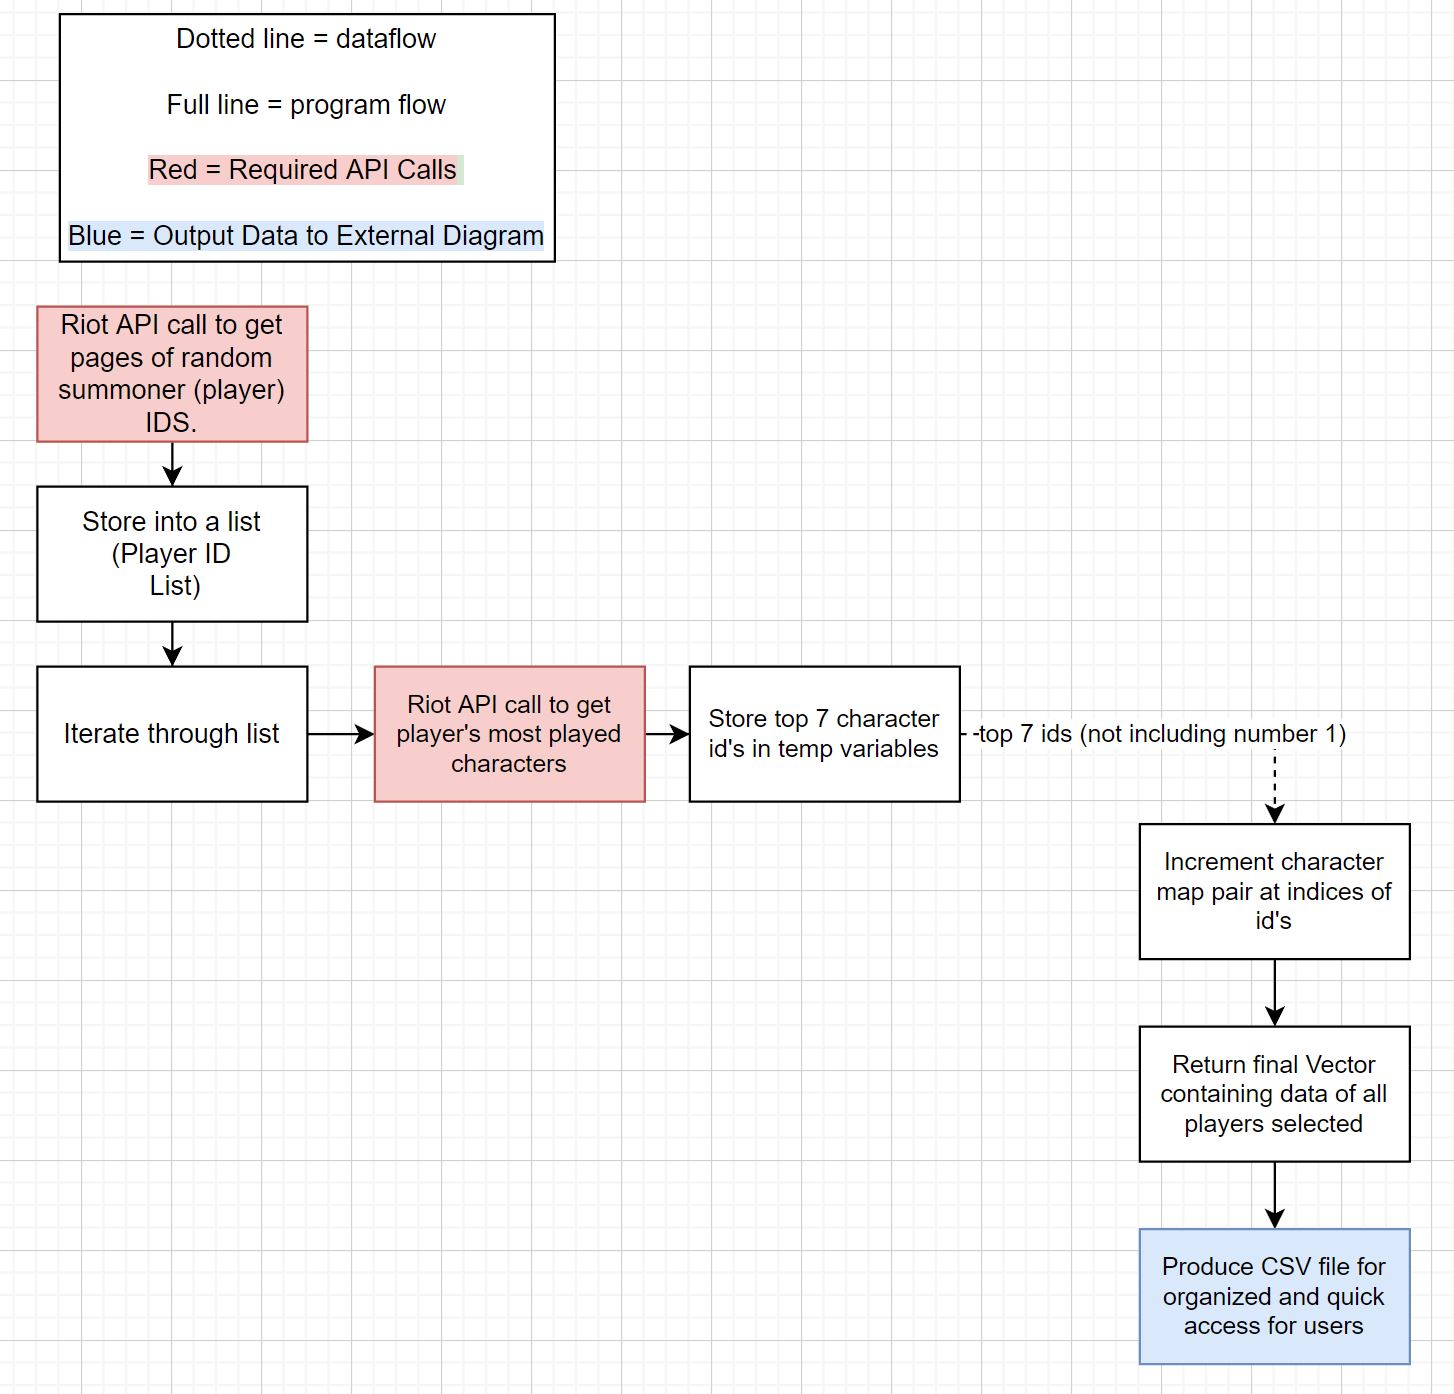 Dotted line = dataflow
Full line = program flow
Red = Required API Calls
Blue = Output Data to External Diagram
Riot API call to get
pages of random
summoner (player)
IDS.
Store into a list
(Player ID
List)
Iterate through list
Riot API call to get
player's most played
characters
Store top 7 character
id's in temp variables
top 7 ids (not including number 1)
Increment character
map pair at indices of
id's
Return final Vector
containing data of all
players selected
Produce CSV file for
organized and quick
access for users